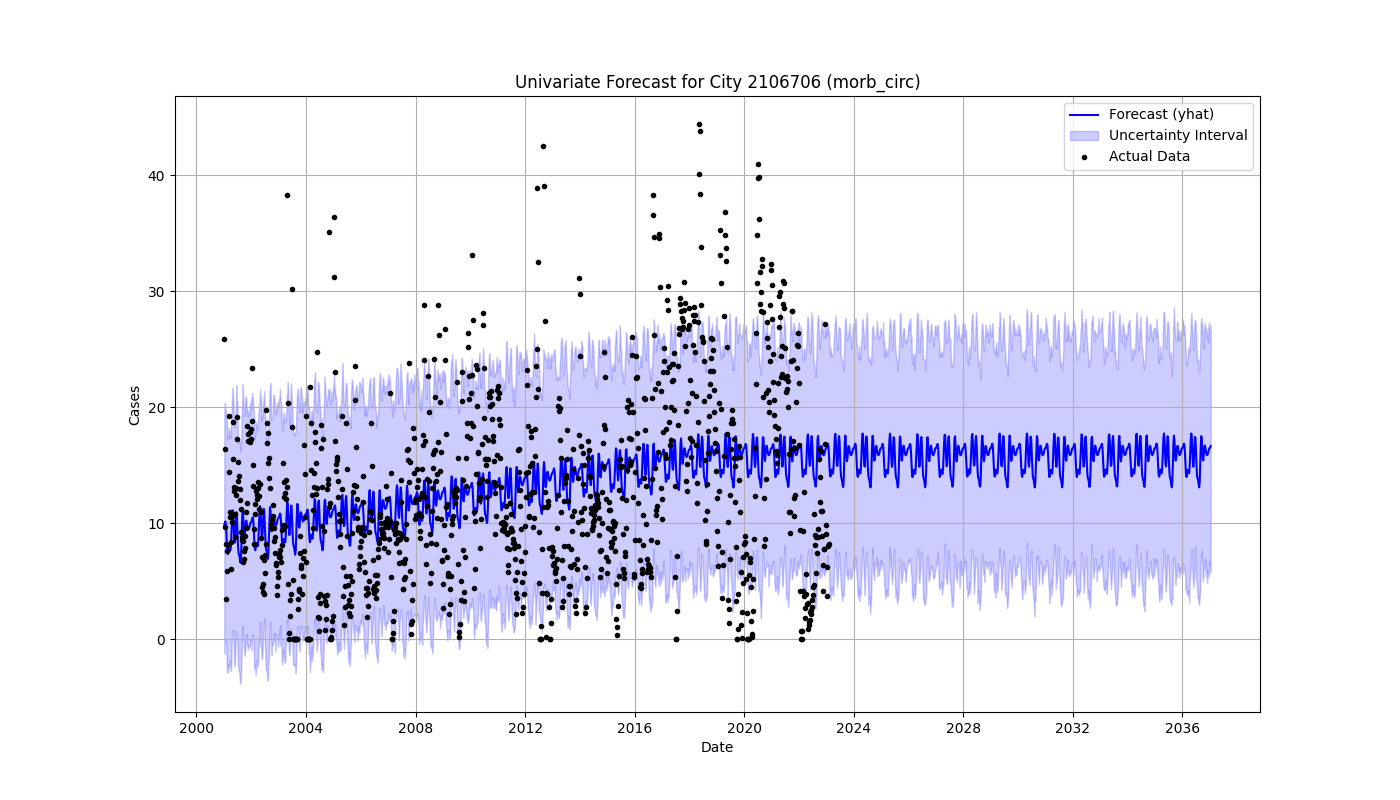 Univariate Forecast for City 2106706 (morb_circ)
Forecast (yhat)
Uncertainty Interval
Actual Data
Cases
40
30
20
10
0
2000 2004 2008 2012 2016 2020 2024 2028 2032 2036
Date